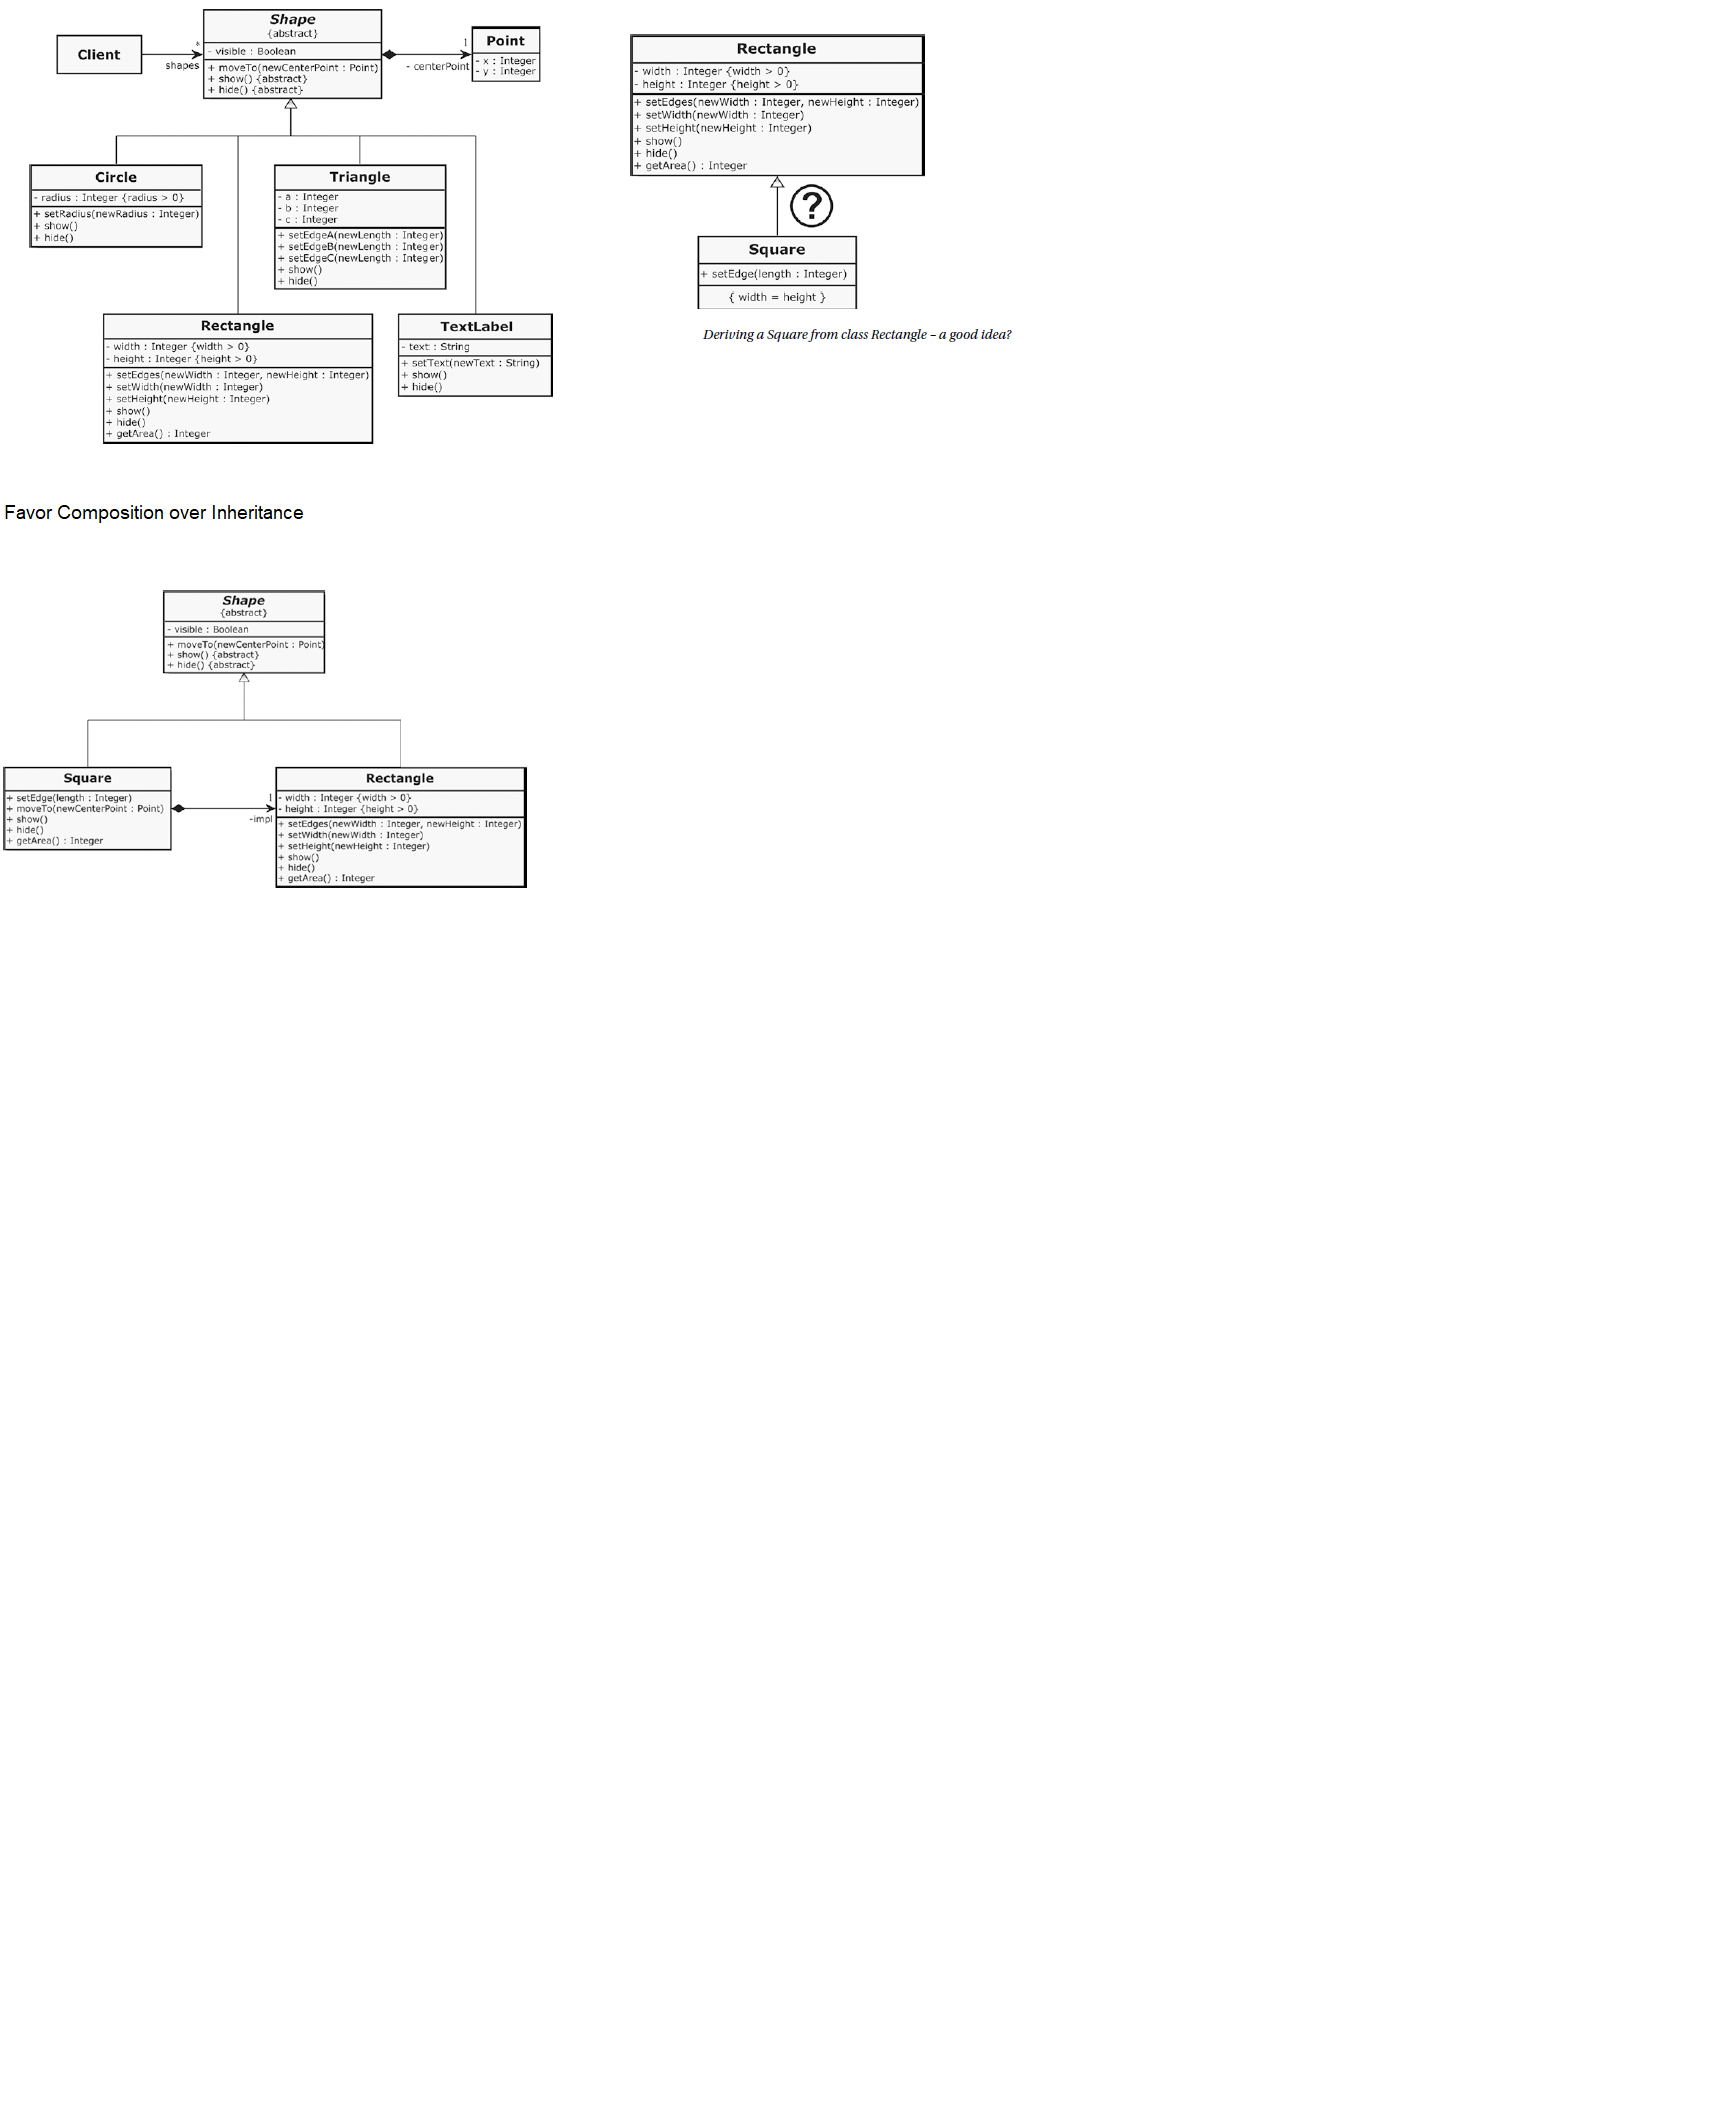 Shape
{abstract}
- visible : Boolean
+ moveTo(newCenterPoint : Point)
+ show() {abstract}
+ hide() {abstract}
Client
*
shapes
1
- centerPoint
Point
- x : Integer
- y : Integer
Circle
- radius : Integer {radius > 0}
+ setRadius(newRadius : Integer)
+ show()
+ hide()
Triangle
- a : Integer
- b : Integer
- c : Integer
+ setEdgeA(newLength : Integer)
+ setEdgeB(newLength : Integer)
+ setEdgeC(newLength : Integer)
+ show()
+ hide()
Rectangle
- width : Integer {width > 0}
- height : Integer {height > 0}
+ setEdges(newWidth : Integer, newHeight : Integer)
+ setWidth(newWidth : Integer)
+ setHeight(newHeight : Integer)
+ show()
+ hide()
+ getArea() : Integer
TextLabel
- text : String
+ setText(newText : String)
+ show()
+ hide()
Rectangle
- width : Integer {width > 0}
- height : Integer {height > 0}
+ setEdges(newWidth : Integer, newHeight : Integer)
+ setWidth(newWidth : Integer)
+ setHeight(newHeight : Integer)
+ show()
+ hide()
+ getArea() : Integer
?
Square
+ setEdge(length : Integer)
{ width = height }
Deriving a Square from class Rectangle – a good idea?
Favor Composition over Inheritance
Shape
{abstract}
- visible : Boolean
+ moveTo(newCenterPoint : Point)
+ show() {abstract}
+ hide() {abstract}
Square
+ setEdge(length : Integer)
+ moveTo(newCenterPoint : Point)
+ show()
+ hide()
+ getArea() : Integer
1
-impl
Rectangle
- width : Integer {width > 0}
- height : Integer {height > 0}
+ setEdges(newWidth : Integer, newHeight : Integer)
+ setWidth(newWidth : Integer)
+ setHeight(newHeight : Integer)
+ show()
+ hide()
+ getArea() : Integer